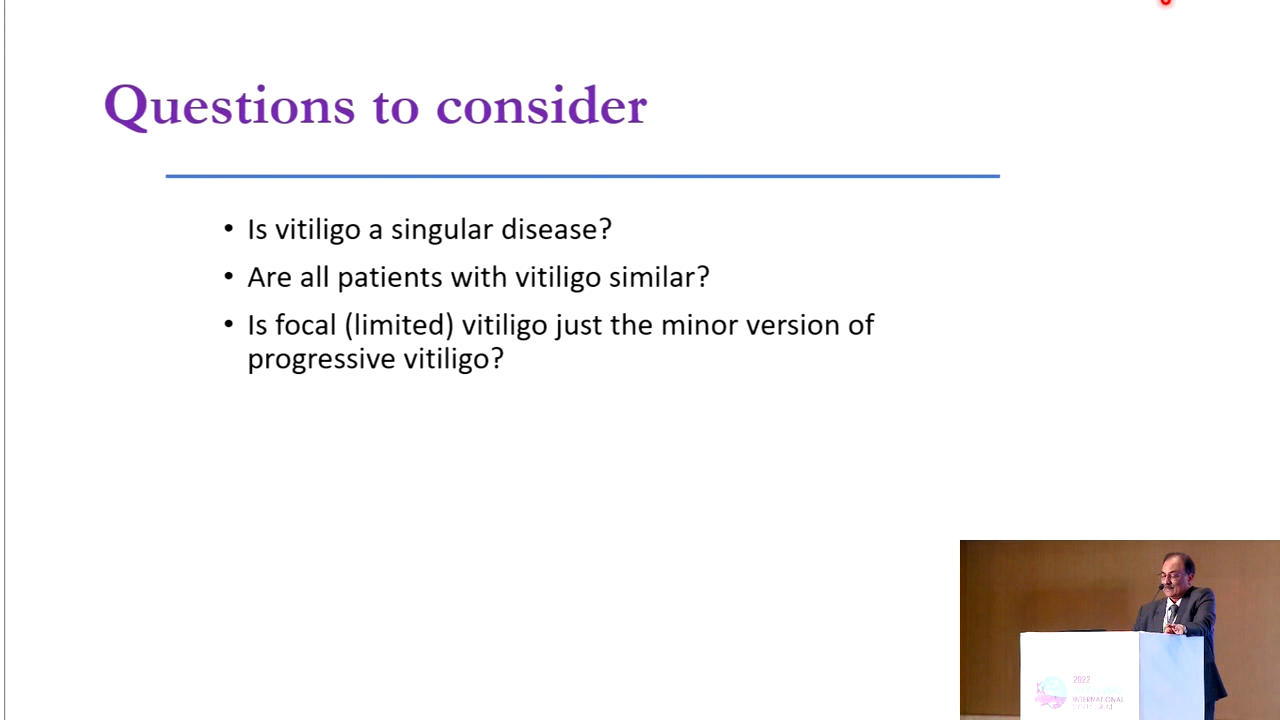 Questions to consider
• Is vitiligo a singular disease?
• Are all patients with vitiligo similar?
• Is focal (limited) vitiligo just the minor version of
progressive vitiligo?
2022
INTERNATIONAL